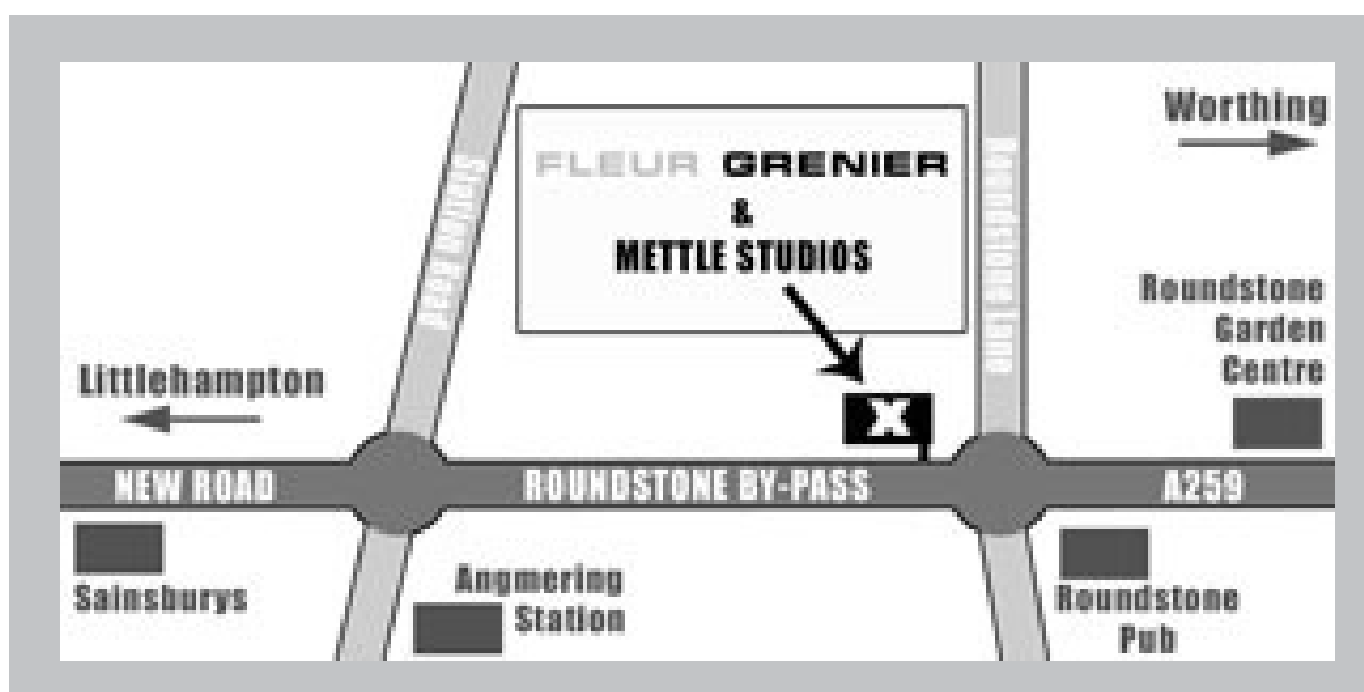 Worthing
FLEUR GRENIER
&
METTLE STUDIOS
Roundstone
Garden
Centre
Littlehampton
X
NEW ROAD
ROUNDSTONE BY-PASS
A259
Sainsburys
Angmering
Station
Roundstone
Pub